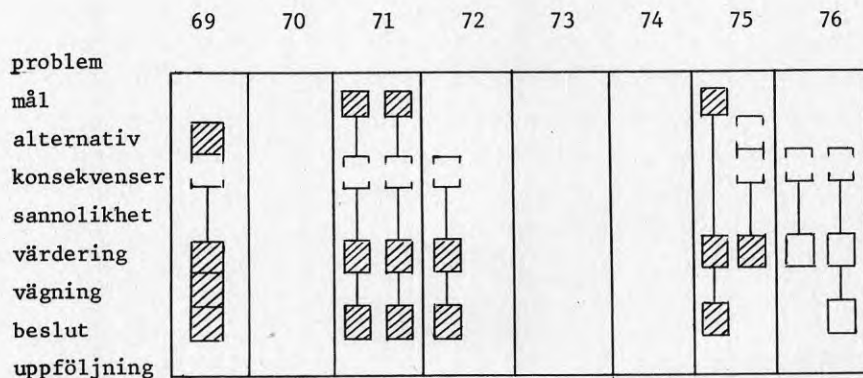 69 70 71 72 73 74 75 76
problem
mål
alternativ
konsekvenser
sannolikhet
värdering
vägning
beslut
uppföljning